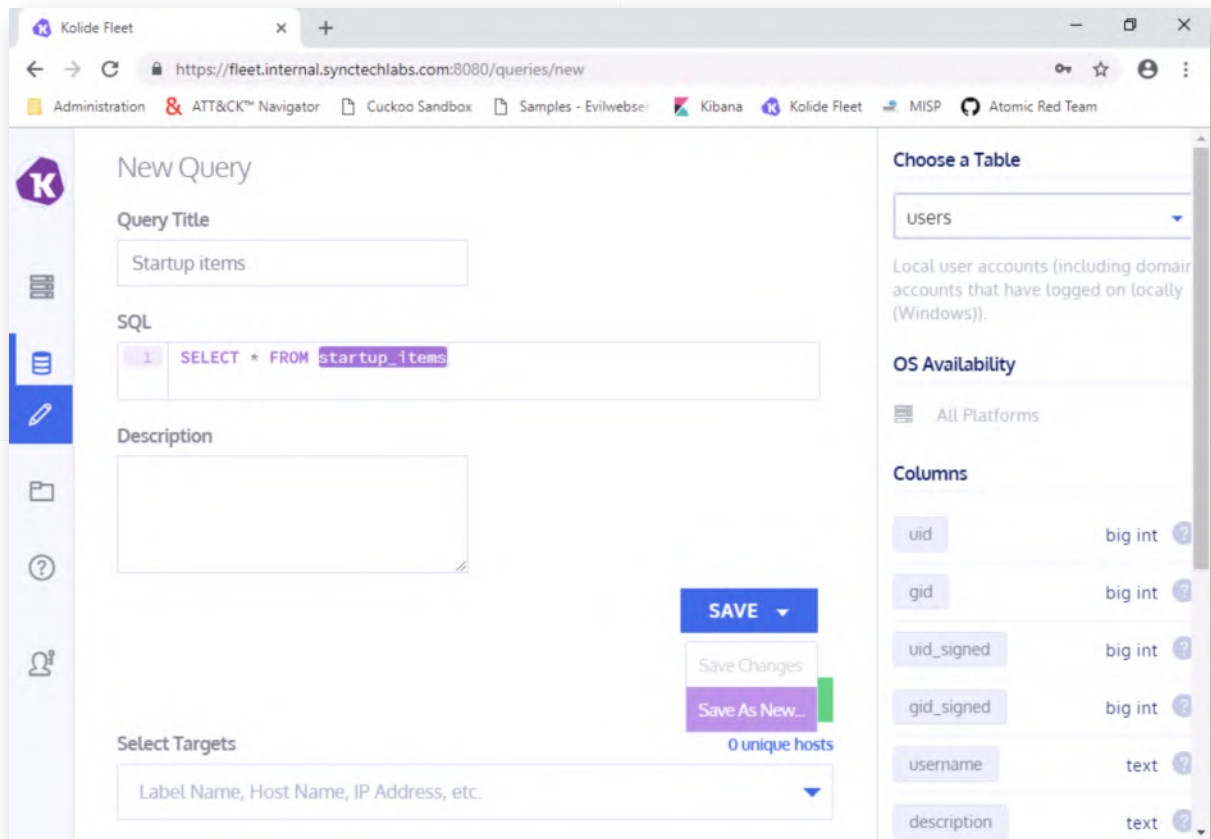 Kolide Fleet
https://fleet.internal.synctechlabs.com:8080/queries/new
Administration ATT&CK™ Navigator Cuckoo Sandbox Samples - Evilwebser Kibana Kolide Fleet MISP Atomic Red Team
K
New Query
Query Title
Startup items
SQL
1 SELECT * FROM startup_items
Description
SAVE
Save Changes
Save As New...
Select Targets
0 unique hosts
Label Name, Host Name, IP Address, etc.
Choose a Table
users
Local user accounts (including domain
accounts that have logged on locally
(Windows)).
OS Availability
All Platforms
Columns
uid big int
gid big int
uid_signed big int
gid_signed big int
username text
description text